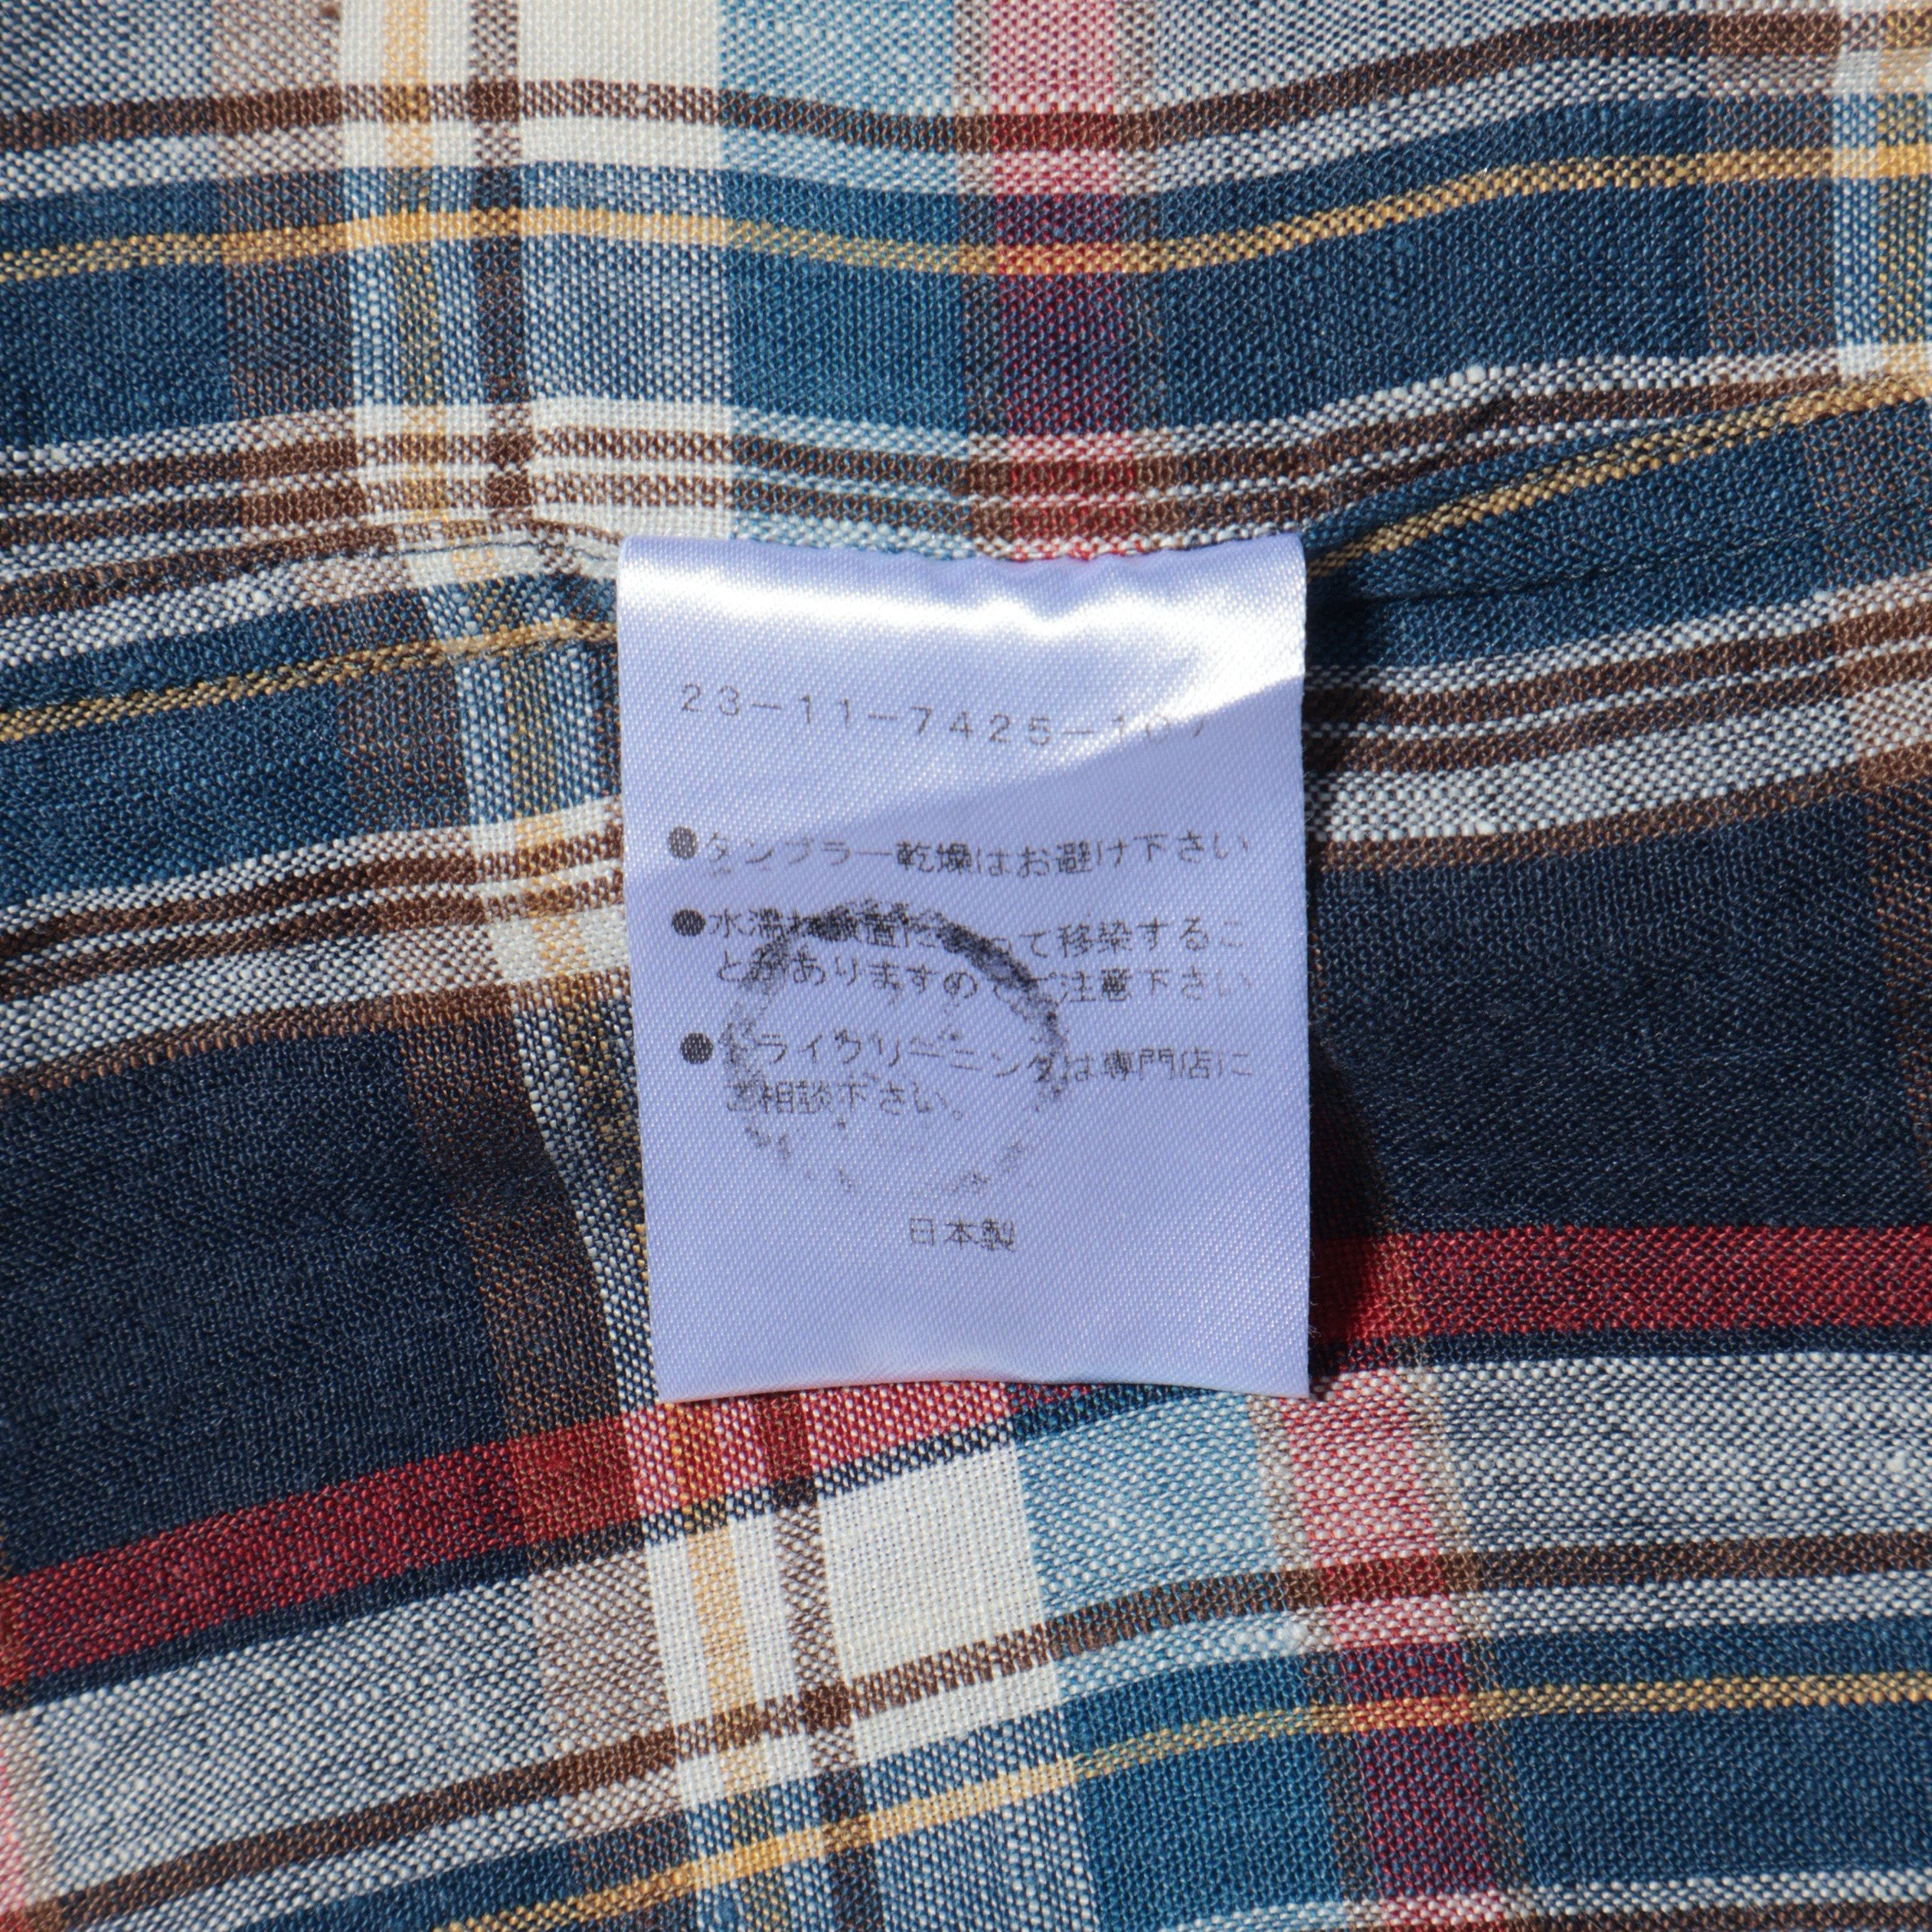 23-11-7425-107
●タンブラー乾燥はお避け下さい
●水濡れ放置によって移染するこ
とがありますのでご注意下さい
●ドライクリーニングは専門店に
ご相談下さい。
日本製